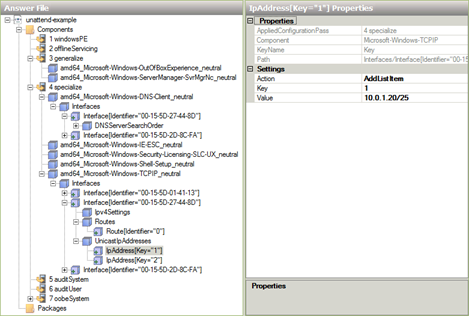 Answer File
unattend-example
Components
1 windowsPE
2 offlineServicing
3 generalize
amd64_Microsoft-Windows-OutOfBoxExperience_neutral
amd64_Microsoft-Windows-ServerManager-SvrMgrNc_neutral
4 specialize
amd64_Microsoft-Windows-DNS-Client_neutral
Interfaces
Interface[Identifier="00-15-5D-27-44-8D"]
DNSServerSearchOrder
Interface[Identifier="00-15-5D-2D-8C-FA"]
amd64_Microsoft-Windows-IE-ESC_neutral
amd64_Microsoft-Windows-Security-Licensing-SLC-UX_neutral
amd64_Microsoft-Windows-Shell-Setup_neutral
amd64_Microsoft-Windows-TCPIP_neutral
Interfaces
Interface[Identifier="00-15-5D-01-41-13"]
Interface[Identifier="00-15-5D-27-44-8D"]
Ipv4Settings
Routes
Route[Identifier="0"]
UnicastIpAddresses
IpAddress[Key="1"]
IpAddress[Key="2"]
Interface[Identifier="00-15-5D-2D-8C-FA"]
5 auditSystem
6 auditUser
7 oobeSystem
Packages
IpAddress[Key="1"] Properties
Properties
AppliedConfigurationPass 4 specialize
Component Microsoft-Windows-TCPIP
KeyName Key
Path Interfaces/Interface[Identifier="00-15
Settings
Action AddListItem
Key 1
Value 10.0.1.20/25
Properties